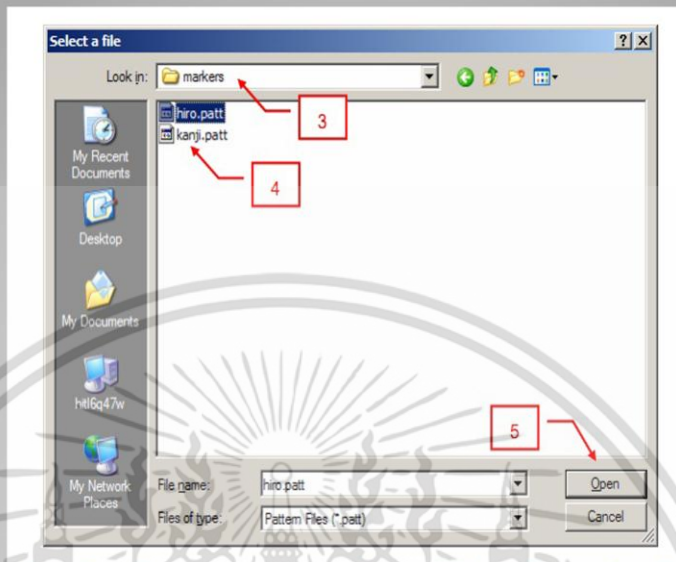 Select a file
Look in: markers
3
hiro.patt
kanji.patt
4
My Recent
Documents
Desktop
My Documents
hitl6q47w
My Network
Places
5
File name: hiro.patt Open
Files of type: Pattern Files (*.patt) Cancel